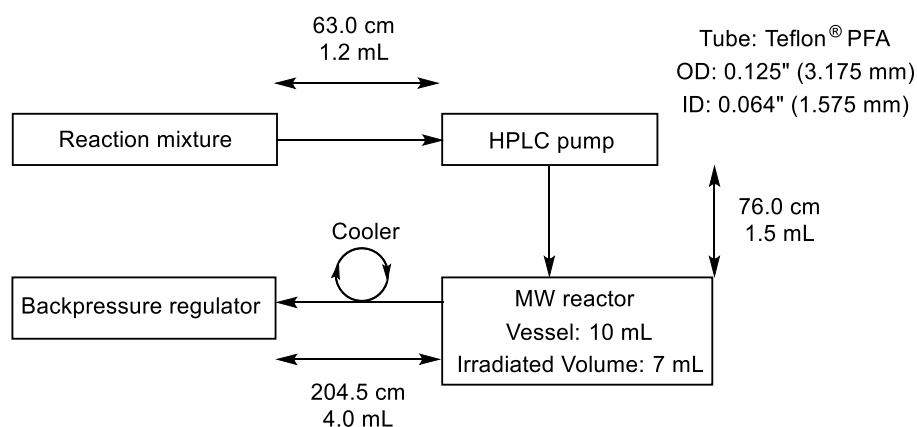 63.0 cm
1.2 mL
Tube: Teflon® PFA
OD: 0.125" (3.175 mm)
ID: 0.064" (1.575 mm)
Reaction mixture
HPLC pump
76.0 cm
1.5 mL
Cooler
Backpressure regulator
MW reactor
Vessel: 10 mL
Irradiated Volume: 7 mL
204.5 cm
4.0 mL